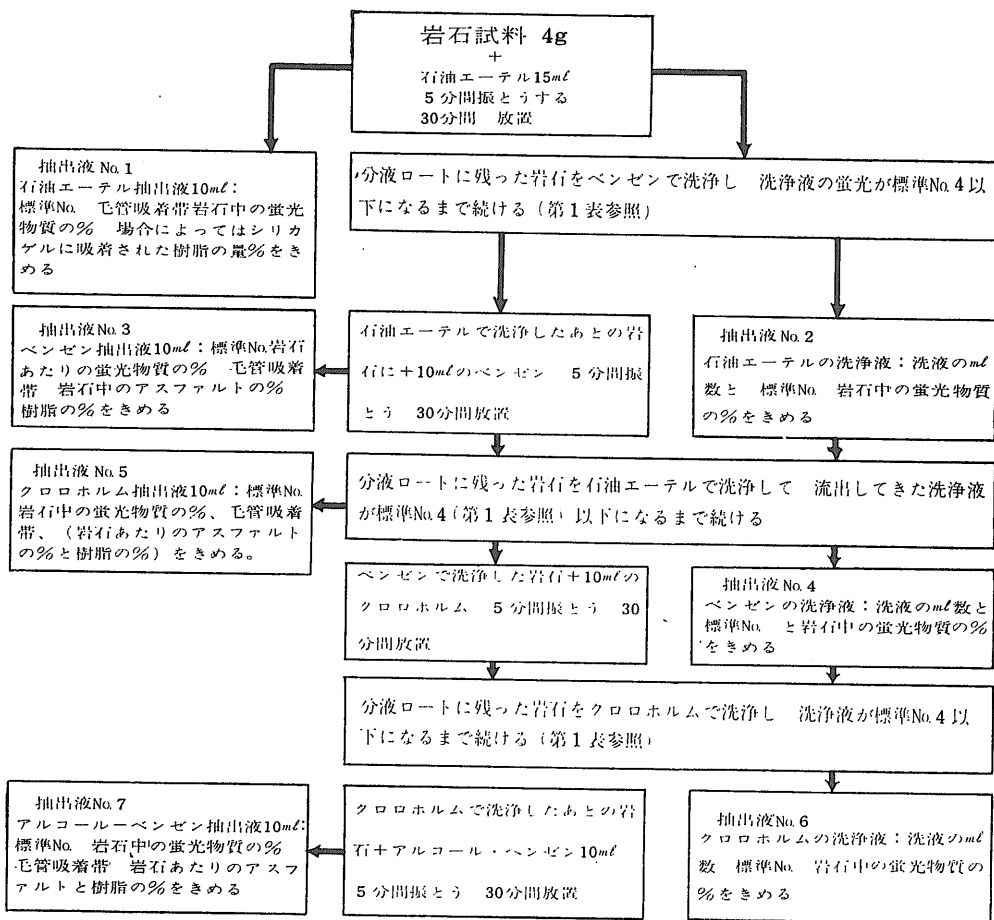 岩石試料 4g
+
石油エーテル15ml
5分間振とうする
30分間 放置
抽出液 No.1
石油エーテル抽出液10ml:
標準No. 毛管吸着帯岩石中の蛍光
物質の% 場合によってはシリカ
ゲルに吸着された樹脂の量%をき
める
分液ロートに残った岩石をベンゼンで洗浄し 洗浄液の蛍光が標準No.4以
下になるまで続ける(第1表参照)
抽出液 No.3
ベンゼン抽出液10ml:標準No.岩石
あたりの蛍光物質の% 毛管吸着
帯 岩石中のアスファルトの%
樹脂の%をきめる
石油エーテルで洗浄したあとの岩
石に+10mlのベンゼン 5分間振
とう 30分間放置
抽出液 No.2
石油エーテルの洗浄液:洗液のml
数と 標準No. 岩石中の蛍光物質
の%をきめる
抽出液 No.5
クロロホルム抽出液10ml:標準No.
岩石中の蛍光物質の%、毛管吸着
帯、(岩石あたりのアスファルト
の%と樹脂の%)をきめる。
分液ロートに残った岩石を石油エーテルで洗浄して 流出してきた洗浄液
が標準No.4(第1表参照)以下になるまで続ける
ベンゼンで洗浄した岩石+10mlの
クロロホルム 5分間振とう 30
分間放置
抽出液 No.4
ベンゼンの洗浄液:洗液のml数と
標準No. と岩石中の蛍光物質の%
をきめる
分液ロートに残った岩石をクロロホルムで洗浄し 洗浄液が標準No.4以
下になるまで続ける(第1表参照)
抽出液 No.7
アルコールーベンゼン抽出液10ml:
標準No. 岩石中の蛍光物質の%
毛管吸着帯 岩石あたりのアスフ
ァルトと樹脂の%をきめる
クロロホルムで洗浄したあとの岩
石+アルコール・ベンゼン10ml
5分間振とう 30分間放置
抽出液 No.6
クロロホルムの洗浄液:洗液のml
数 標準No. 岩石中の蛍光物質の
%をきめる